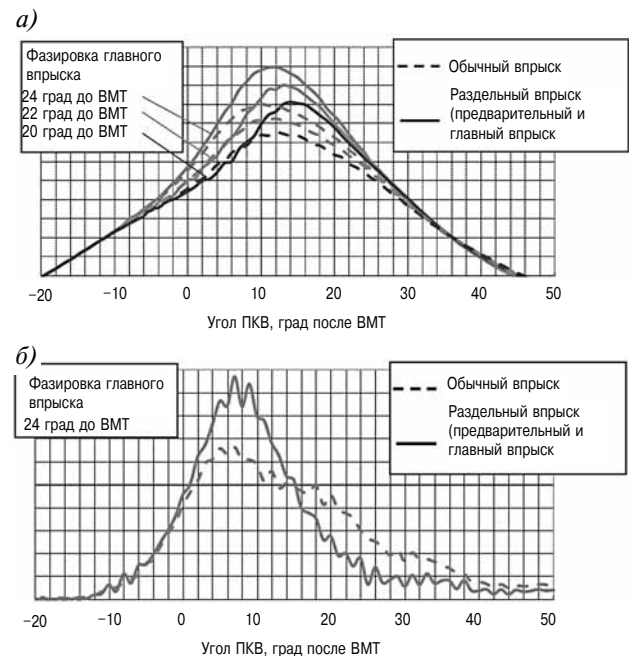 а)
Фазировка главного
впрыска
24 град до ВМТ
22 град до ВМТ
20 град до ВМТ
Обычный впрыск
Раздельный впрыск
(предварительный и
главный впрыск
−20 −10 0 10 20 30 40 50
Угол ПКВ, град после ВМТ
б)
Фазировка главного
впрыска
24 град до ВМТ
Обычный впрыск
Раздельный впрыск
(предварительный и
главный впрыск
−20 −10 0 10 20 30 40 50
Угол ПКВ, град после ВМТ